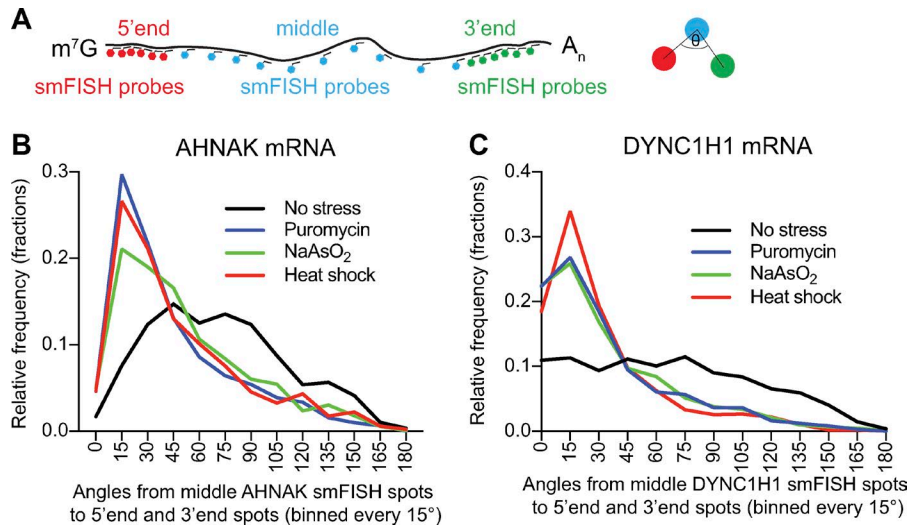 A
5'end
middle
3'end
m⁷G
Aₙ
θ
smFISH probes
smFISH probes
smFISH probes
B
AHNAK mRNA
Relative frequency (fractions)
0.3
0.2
0.1
0.0
No stress
Puromycin
NaAsO₂
Heat shock
0
15
30
45
60
75
90
105
120
135
150
165
180
Angles from middle AHNAK smFISH spots
to 5'end and 3'end spots (binned every 15°)
C
DYNC1H1 mRNA
Relative frequency (fractions)
0.4
0.3
0.2
0.1
0.0
No stress
Puromycin
NaAsO₂
Heat shock
0
15
30
45
60
75
90
105
120
135
150
165
180
Angles from middle DYNC1H1 smFISH spots
to 5'end and 3'end spots (binned every 15°)